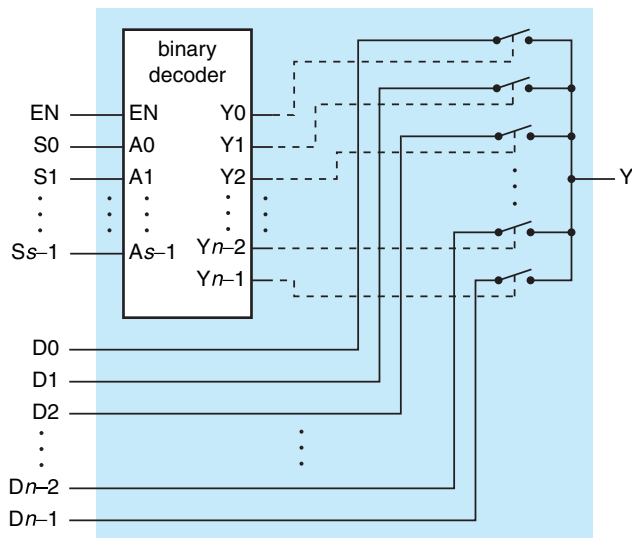 binary
decoder
EN EN Y0
S0 A0 Y1
S1 A1 Y2 Y
Ss–1 As–1 Yn–2
Yn–1
D0
D1
D2
Dn–2
Dn–1